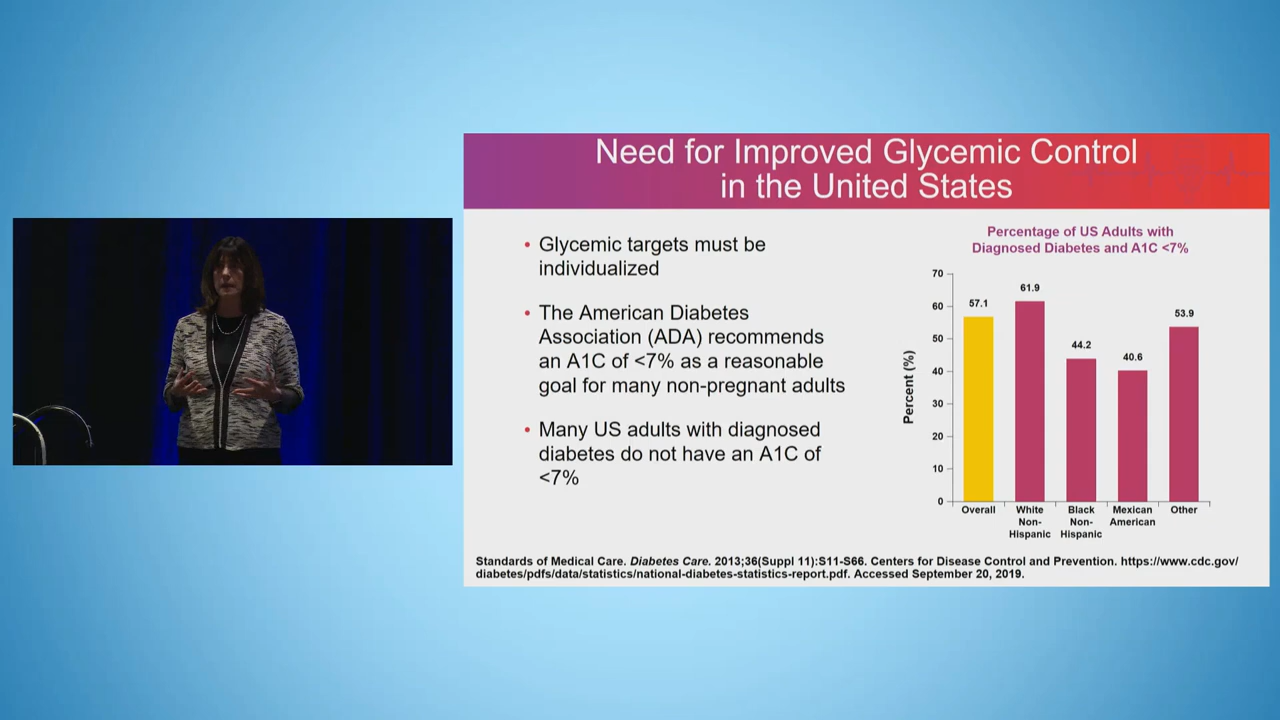 Need for Improved Glycemic Control
in the United States
• Glycemic targets must be
individualized
• The American Diabetes
Association (ADA) recommends
an A1C of <7% as a reasonable
goal for many non-pregnant adults
• Many US adults with diagnosed
diabetes do not have an A1C of
<7%
Percentage of US Adults with
Diagnosed Diabetes and A1C <7%
Percent (%)
70
60
50
40
30
20
10
0
57.1
61.9
44.2
40.6
53.9
Overall
White
Non-
Hispanic
Black
Non-
Hispanic
Mexican
American
Other
Standards of Medical Care. Diabetes Care. 2013;36(Suppl 11):S11-S66. Centers for Disease Control and Prevention. https://www.cdc.gov/
diabetes/pdfs/data/statistics/national-diabetes-statistics-report.pdf. Accessed September 20, 2019.